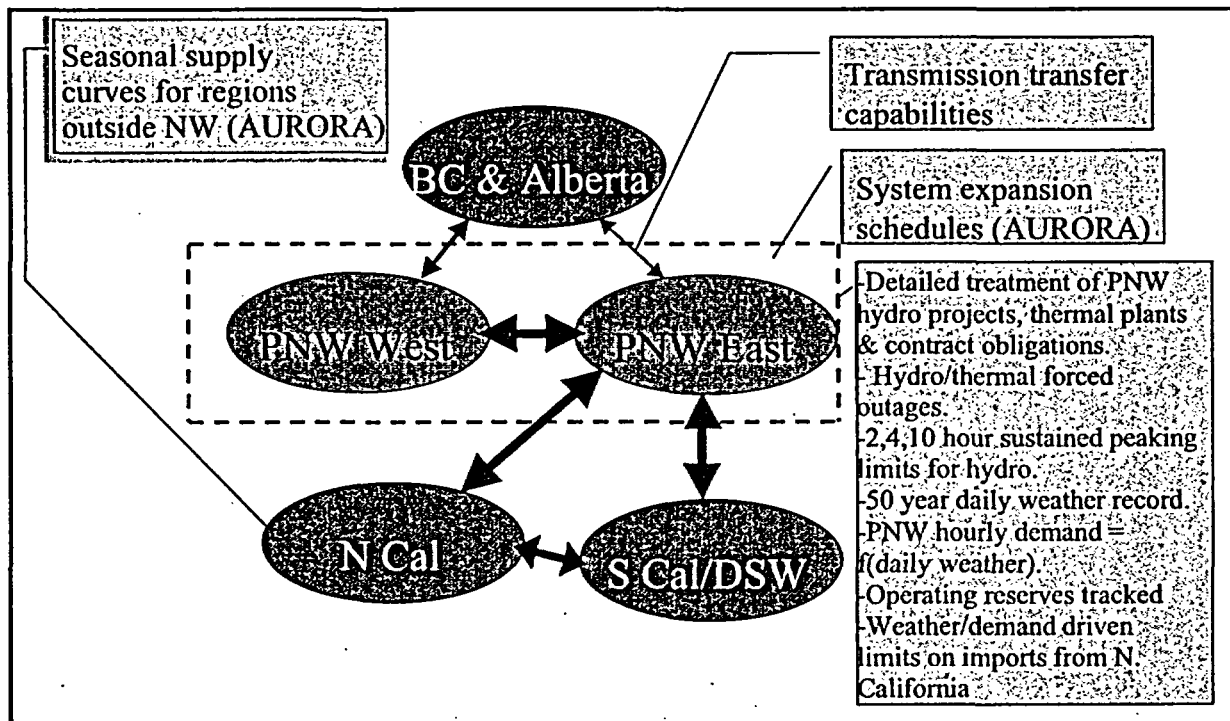 Seasonal supply
curves for regions
outside NW (AURORA)
Transmission transfer
capabilities
BC & Alberta
System expansion
schedules (AURORA)
PNW West
PNW East
-Detailed treatment of PNW
hydro projects, thermal plants
& contract obligations.
- Hydro/thermal forced
outages.
-2,4,10 hour sustained peaking
limits for hydro.
-50 year daily weather record.
-PNW hourly demand =
f(daily weather).
-Operating reserves tracked
-Weather/demand driven
limits on imports from N.
California
N Cal
S Cal/DSW